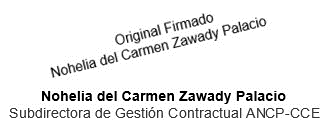 Original Firmado
Nohelia del Carmen Zawady Palacio
Nohelia del Carmen Zawady Palacio
Subdirectora de Gestión Contractual ANCP-CCE